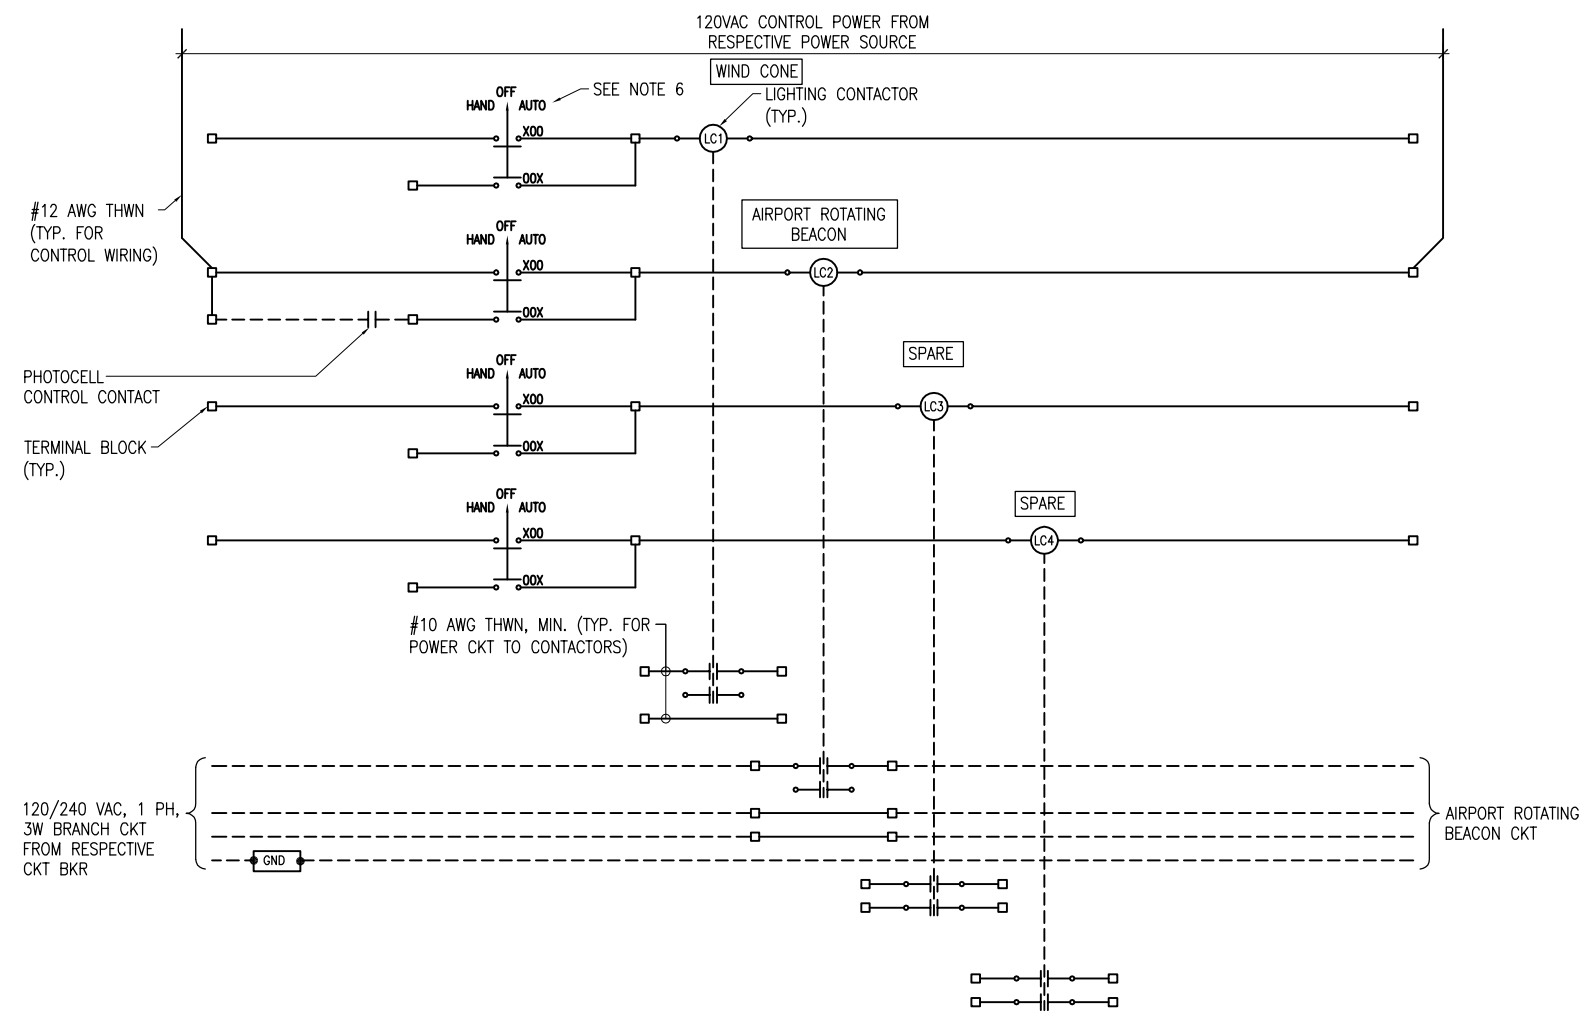 120VAC CONTROL POWER FROM
RESPECTIVE POWER SOURCE
WIND CONE
SEE NOTE 6
LIGHTING CONTACTOR
(TYP.)
OFF
HAND AUTO
X00
LC1
00X
#12 AWG THWN
(TYP. FOR
CONTROL WIRING)
AIRPORT ROTATING
BEACON
OFF
HAND AUTO
X00
LC2
00X
PHOTOCELL
CONTROL CONTACT
SPARE
OFF
HAND AUTO
X00
LC3
00X
TERMINAL BLOCK
(TYP.)
SPARE
OFF
HAND AUTO
X00
LC4
00X
#10 AWG THWN, MIN. (TYP. FOR
POWER CKT TO CONTACTORS)
120/240 VAC, 1 PH,
3W BRANCH CKT
FROM RESPECTIVE
CKT BKR
GND
AIRPORT ROTATING
BEACON CKT